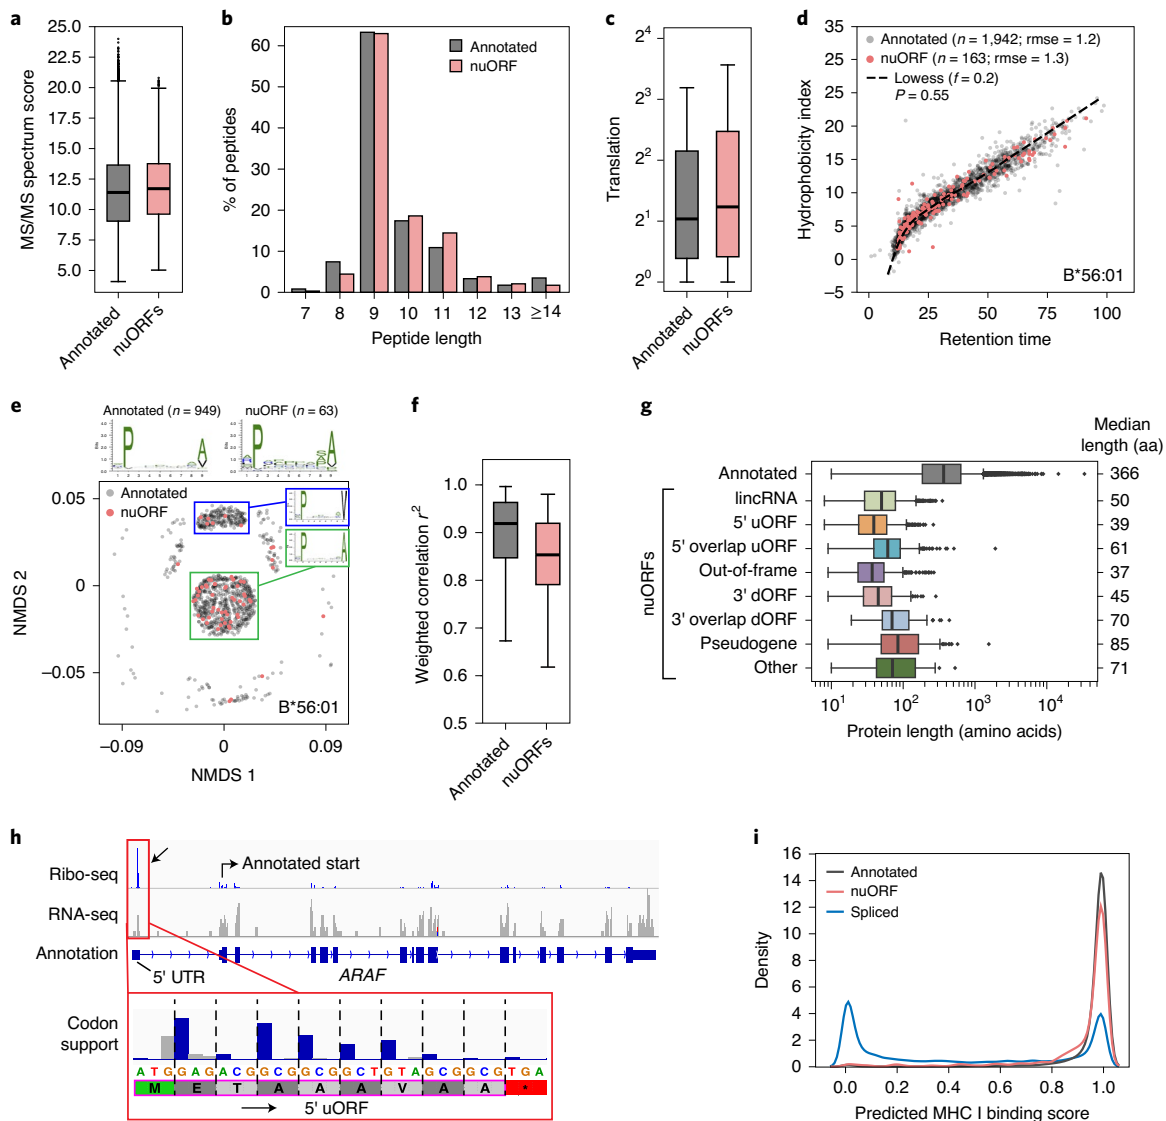 a
MS/MS spectrum score
25.0
22.5
20.0
17.5
15.0
12.5
10.0
7.5
5.0
Annotated
nuORFs
b
% of peptides
60
50
40
30
20
10
0
Annotated
nuORF
7 8 9 10 11 12 13 ≥14
Peptide length
c
Translation
2⁴
2³
2²
2¹
2⁰
Annotated
nuORFs
d
Hydrophobicity index
35
30
25
20
15
10
5
0
−5
Annotated (n = 1,942; rmse = 1.2)
nuORF (n = 163; rmse = 1.3)
Lowess (f = 0.2)
P = 0.55
B*56:01
0 25 50 75 100
Retention time
e
Annotated (n = 949)
nuORF (n = 63)
P A
P A
NMDS 2
0.05
0
−0.05
Annotated
nuORF
P V
P A
B*56:01
−0.09 0 0.09
NMDS 1
f
Weighted correlation r²
1.0
0.9
0.8
0.7
0.6
0.5
Annotated
nuORFs
g
Median
length (aa)
Annotated 366
nuORFs
lincRNA 50
5' uORF 39
5' overlap uORF 61
Out-of-frame 37
3' dORF 45
3' overlap dORF 70
Pseudogene 85
Other 71
10¹ 10² 10³ 10⁴
Protein length (amino acids)
h
Ribo-seq
Annotated start
RNA-seq
Annotation
5' UTR
ARAF
Codon
support
A T G G A G A C G G C G G C G G C T G T A G C G G C G T G A
M E T A A A V A A *
5' uORF
i
Density
16
14
12
10
8
6
4
2
0
Annotated
nuORF
Spliced
0.0 0.2 0.4 0.6 0.8 1.0
Predicted MHC I binding score